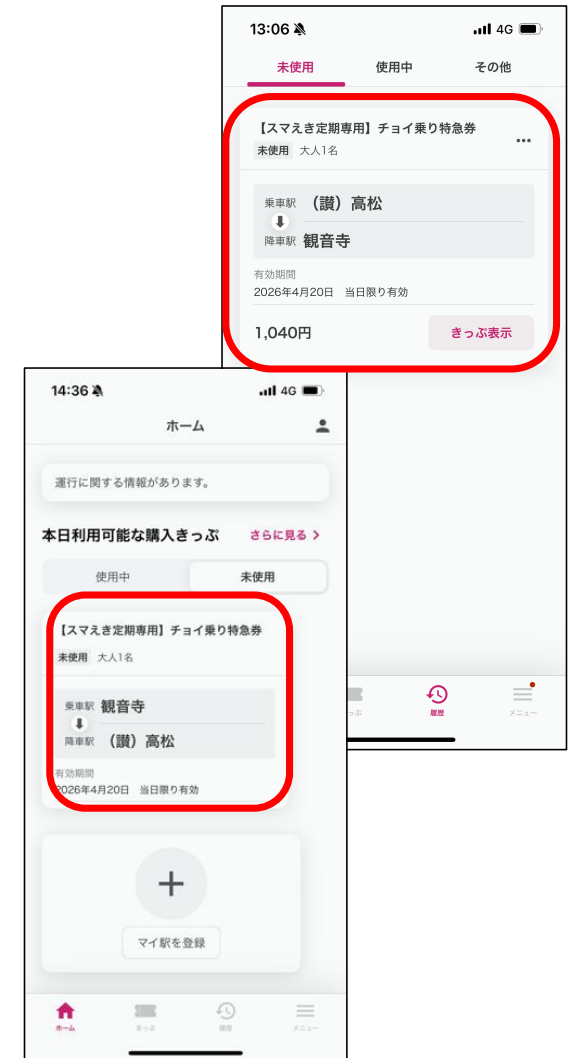 13:06
4G
未使用 使用中 その他
【スマえき定期専用】チョイ乗り特急券
未使用 大人1名
乗車駅 (讃) 高松
降車駅 観音寺
有効期間
2026年4月20日 当日限り有効
1,040円 きっぷ表示
履歴 メニュー
14:36
4G
ホーム
運行に関する情報があります。
本日利用可能な購入きっぷ さらに見る
使用中 未使用
【スマえき定期専用】チョイ乗り特急券
未使用 大人1名
乗車駅 観音寺
降車駅 (讃) 高松
有効期間
2026年4月20日 当日限り有効
マイ駅を登録
ホーム きっぷ 履歴 メニュー